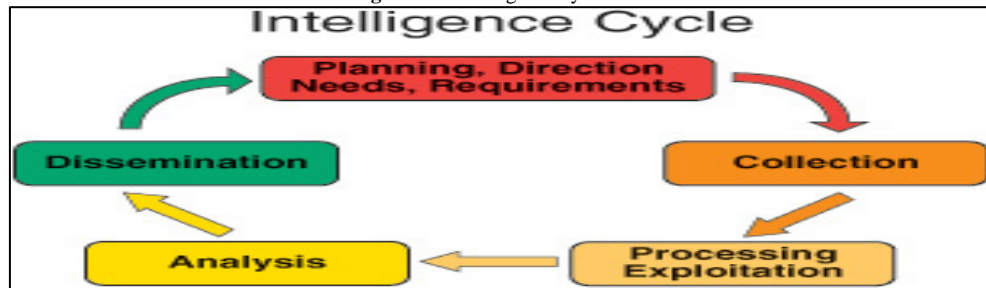 Intelligence Cycle
Planning, Direction
Needs, Requirements
Dissemination
Collection
Analysis
Processing
Exploitation